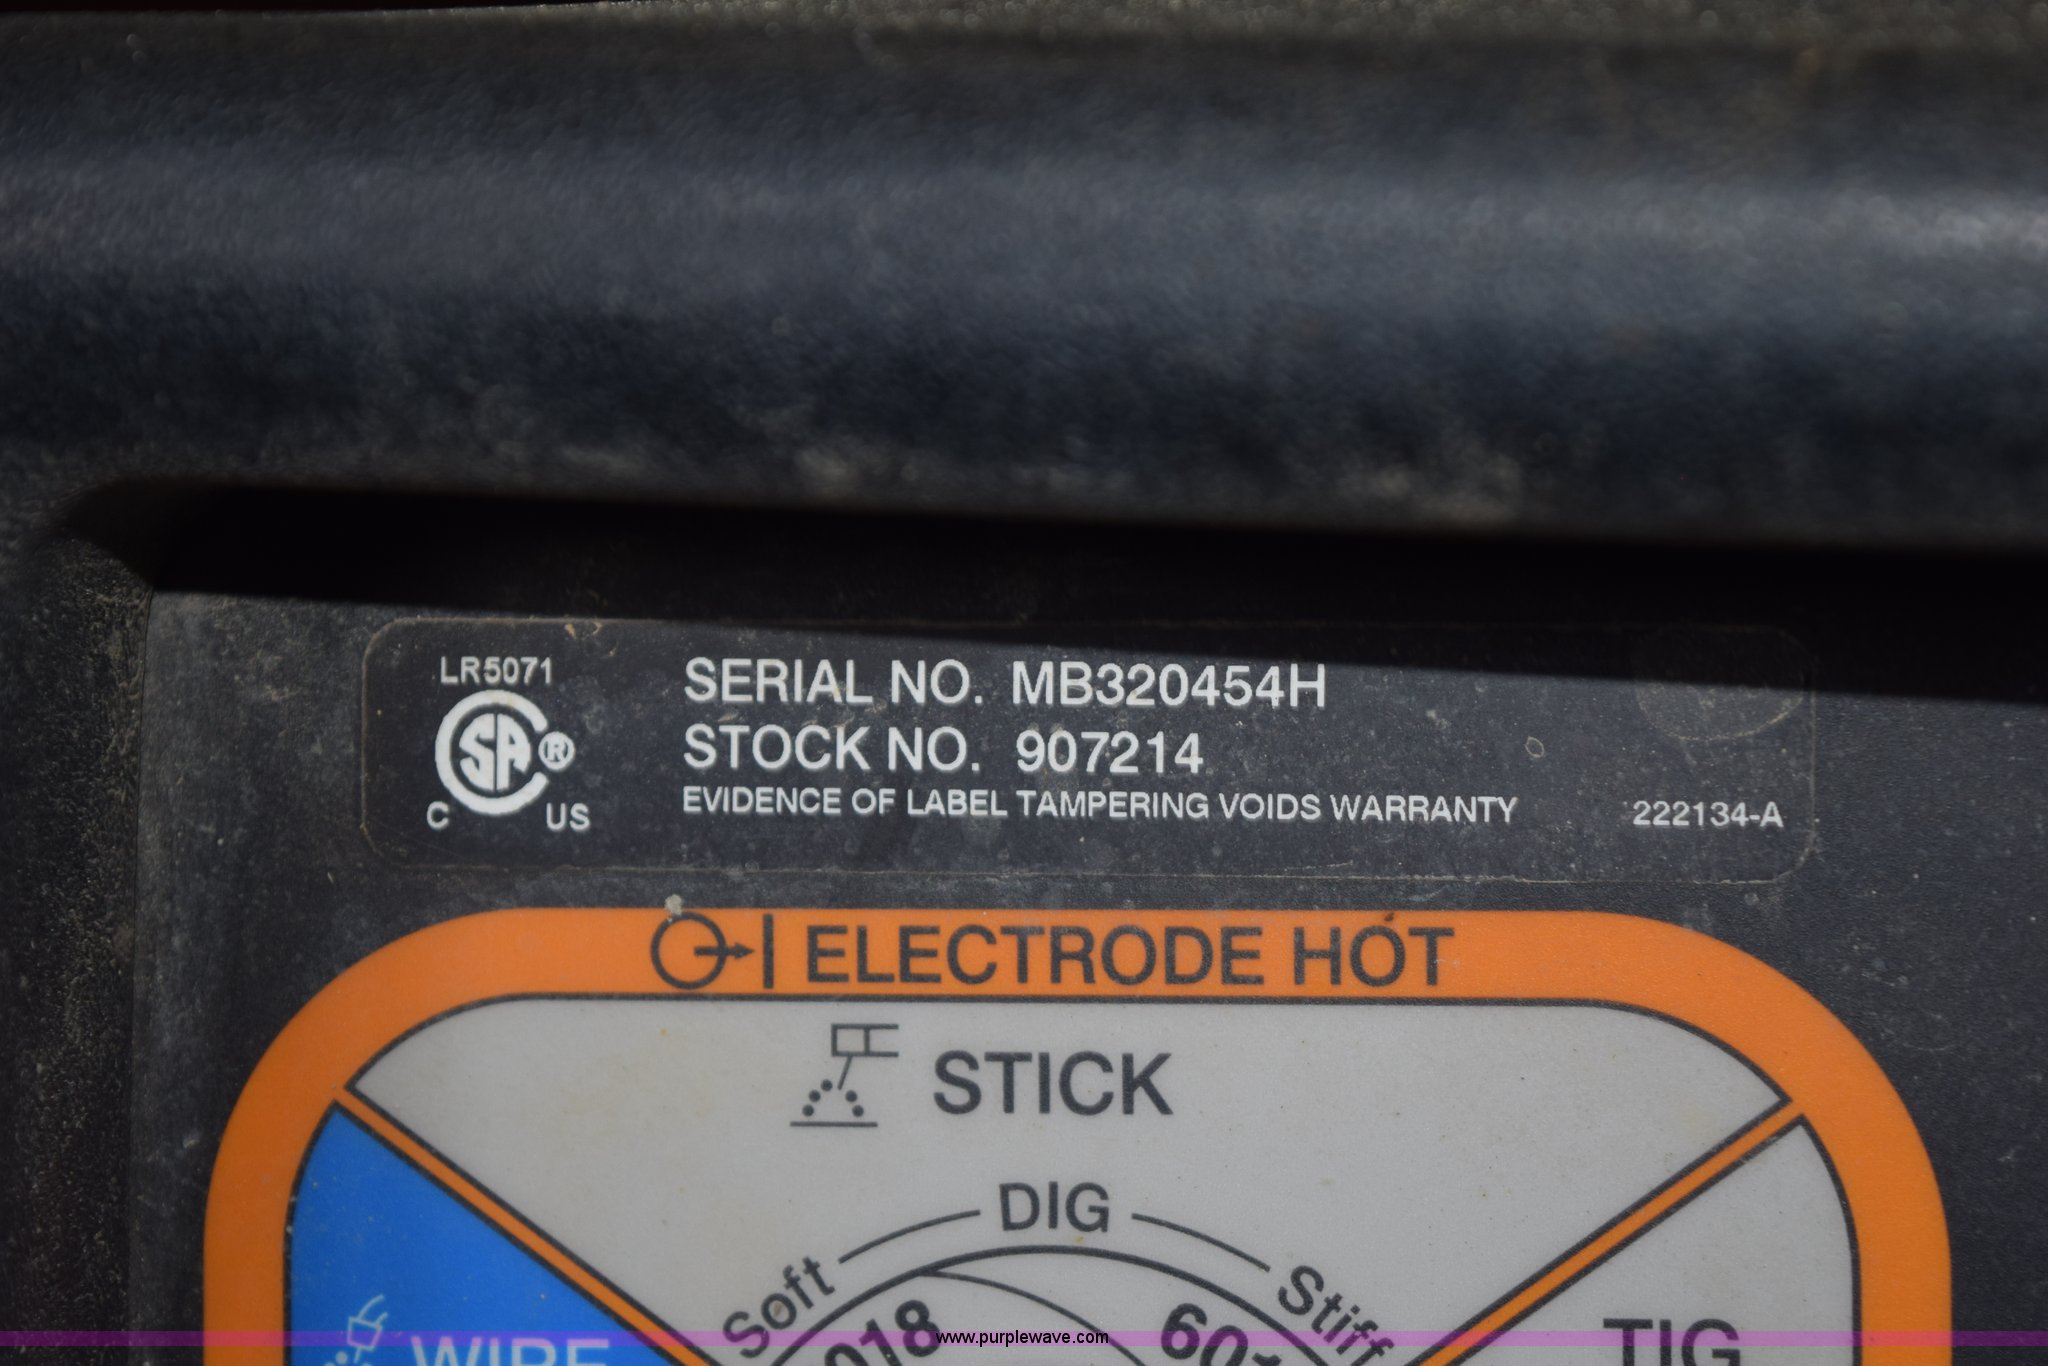 LR5071
SA ®
C US
SERIAL NO. MB320454H
STOCK NO. 907214
EVIDENCE OF LABEL TAMPERING VOIDS WARRANTY
222134-A
ELECTRODE HOT
STICK
DIG
Soft
Stiff
TIG
WIRE
www.purplewave.com